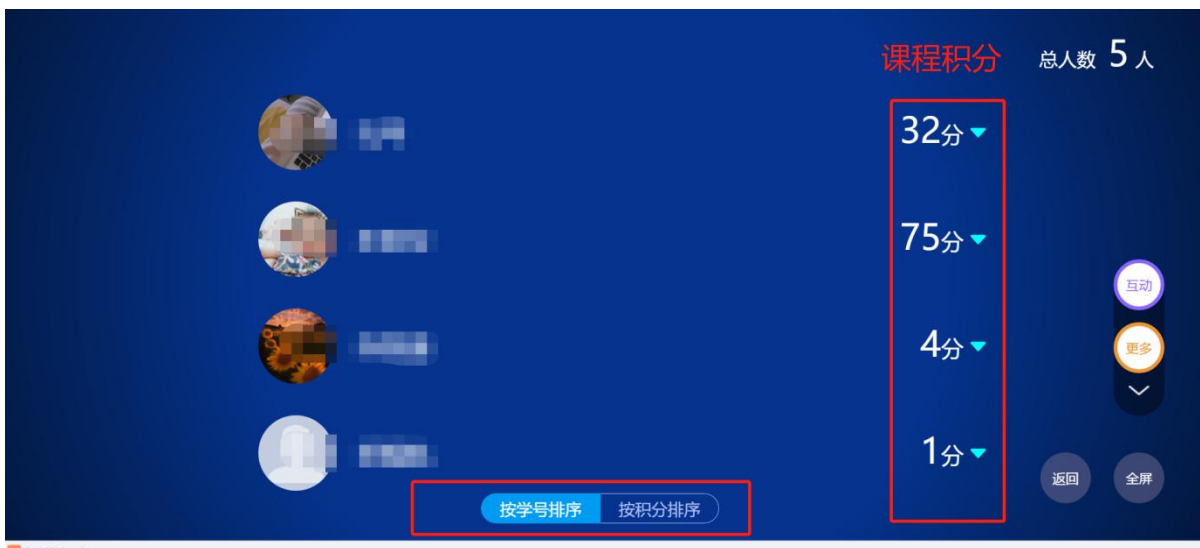 课程积分 总人数 5 人
32分
75分
互动
4分
更多
1分
返回 全屏
按学号排序 按积分排序